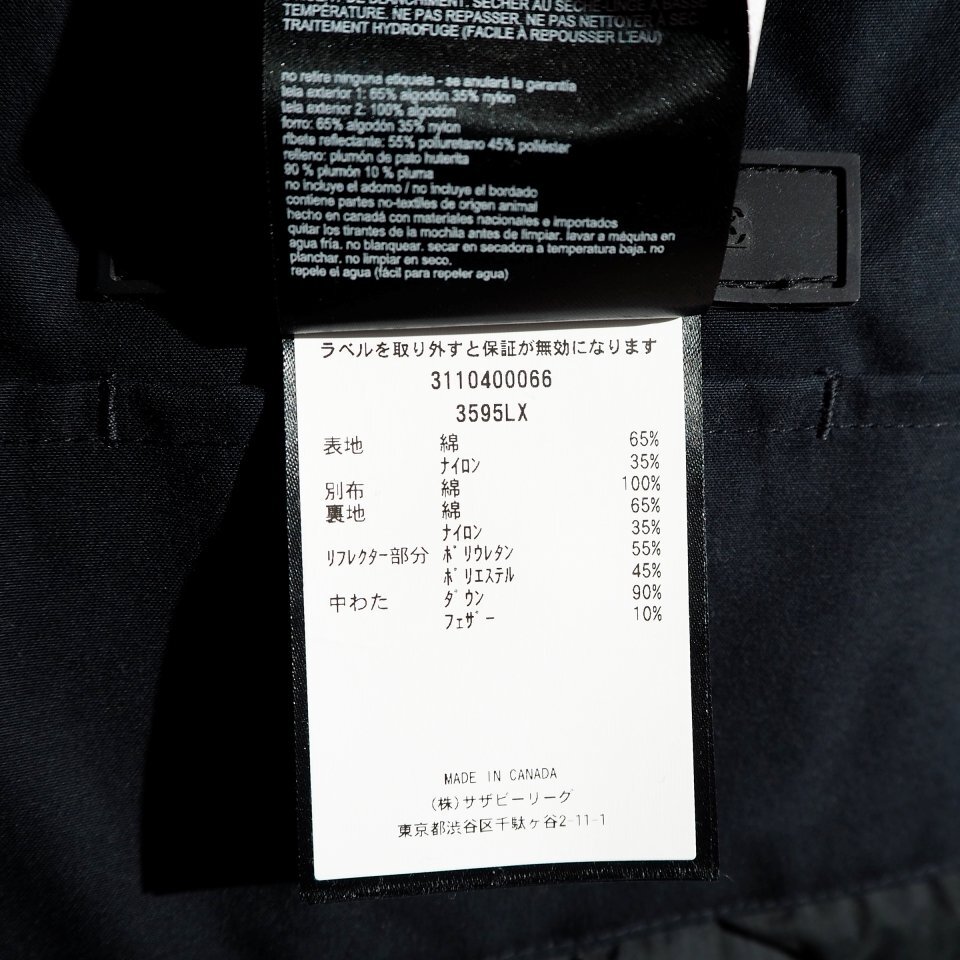 DE BLANCHIMENT. SÉCHER AU SÈCHE-LINGE À BASSE
TEMPÉRATURE. NE PAS REPASSER. NE PAS NETTOYER À SEC
TRAITEMENT HYDROFUGE (FACILE À REPOUSSER L'EAU)
no retire ninguna etiqueta - se anulará la garantía
tela exterior 1: 65% algodón 35% nylon
tela exterior 2: 100% algodón
forro: 65% algodón 35% nylon
ribete reflectante: 55% poliuretano 45% poliéster
relleno: plumón de pato hutterita
90 % plumón 10 % pluma
no incluye el adorno / no incluye el bordado
contiene partes no-textiles de origen animal
hecho en canadá con materiales nacionales e importados
quitar los tirantes de la mochila antes de limpiar. lavar a máquina en
agua fría. no blanquear. secar en secadora a temperatura baja. no
planchar. no limpiar en seco.
repele el agua (fácil para repeler agua)
ラベルを取り外すと保証が無効になります
3110400066
3595LX
表地 綿 65%
ﾅｲﾛﾝ 35%
別布 綿 100%
裏地 綿 65%
ﾅｲﾛﾝ 35%
ﾘﾌﾚｸﾀｰ部分 ﾎﾟﾘｳﾚﾀﾝ 55%
ﾎﾟﾘｴｽﾃﾙ 45%
中わた ﾀﾞｳﾝ 90%
ﾌｪｻﾞｰ 10%
MADE IN CANADA
(株)サザビーリーグ
東京都渋谷区千駄ヶ谷2-11-1